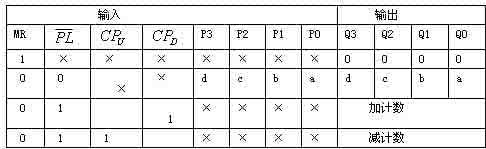 输入 输出
MR PL CPU CPD P3 P2 P1 P0 Q3 Q2 Q1 Q0
1 × × × × × × × 0 0 0 0
0 0 × × d c b a d c b a
0 1 1 × × × × 加计数
0 1 1 × × × × 减计数